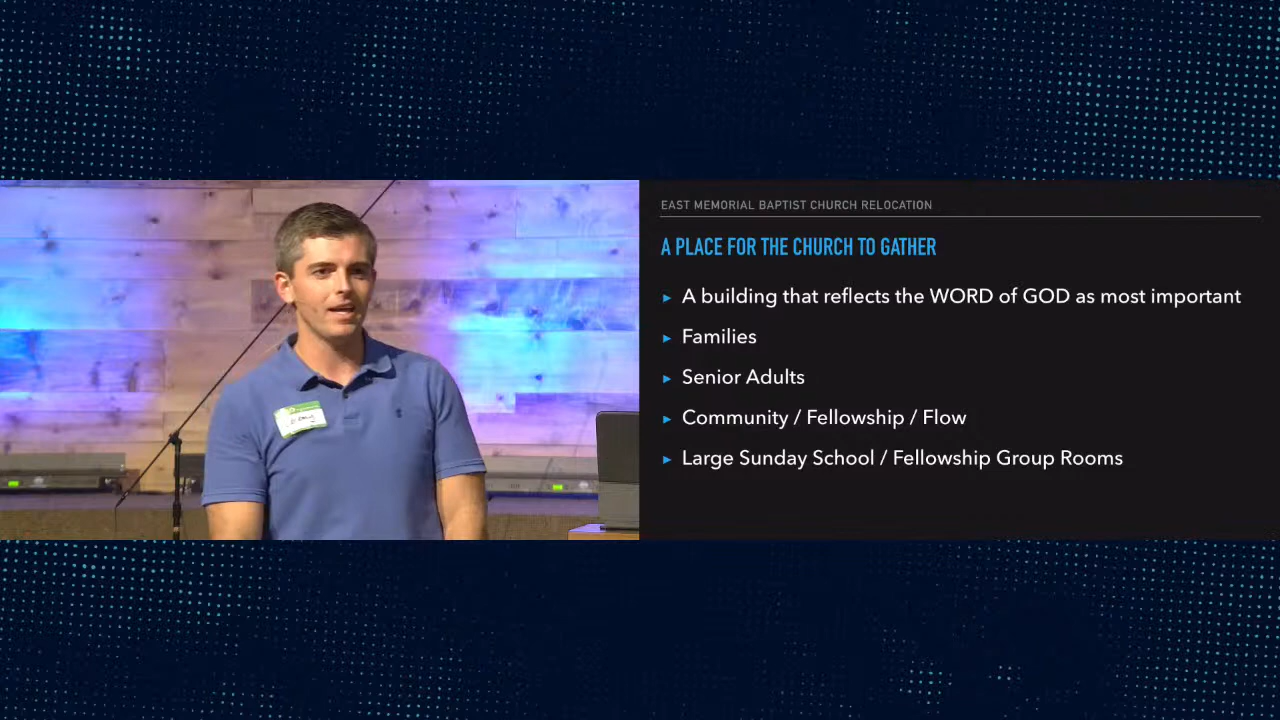 EAST MEMORIAL BAPTIST CHURCH RELOCATION
A PLACE FOR THE CHURCH TO GATHER
▸ A building that reflects the WORD of GOD as most important
▸ Families
▸ Senior Adults
▸ Community / Fellowship / Flow
▸ Large Sunday School / Fellowship Group Rooms